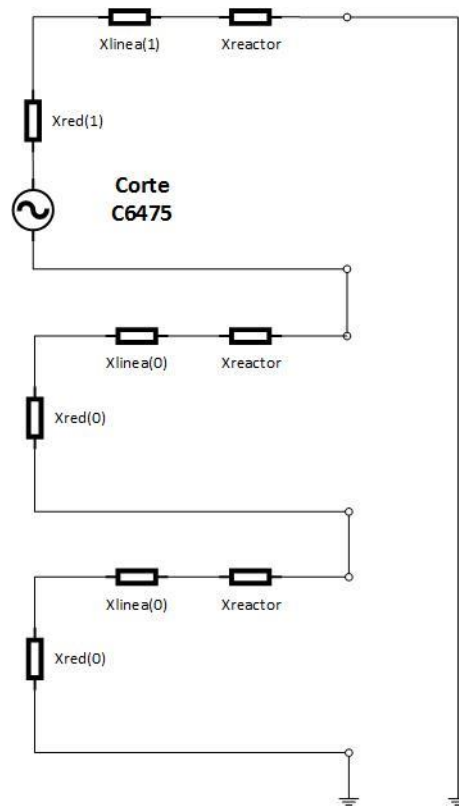 Xlinea(1) Xreactor
Xred(1)
Corte
C6475
Xlinea(0) Xreactor
Xred(0)
Xlinea(0) Xreactor
Xred(0)